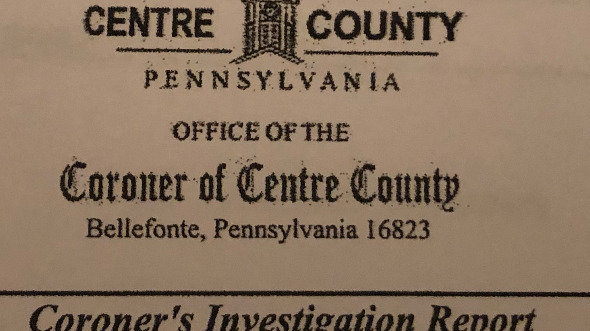 CENTRE COUNTY
PENNSYLVANIA
OFFICE OF THE
Coroner of Centre County
Bellefonte, Pennsylvania 16823
Coroner's Investigation Report